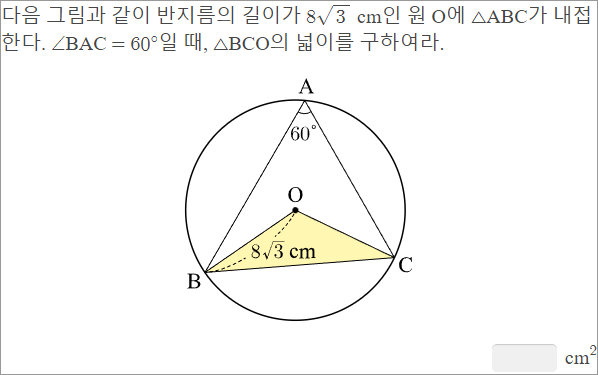 다음 그림과 같이 반지름의 길이가 8√3 cm인 원 O에 △ABC가 내접
한다. ∠BAC = 60°일 때, △BCO의 넓이를 구하여라.
A
60°
O
8√3 cm
B
C
cm²